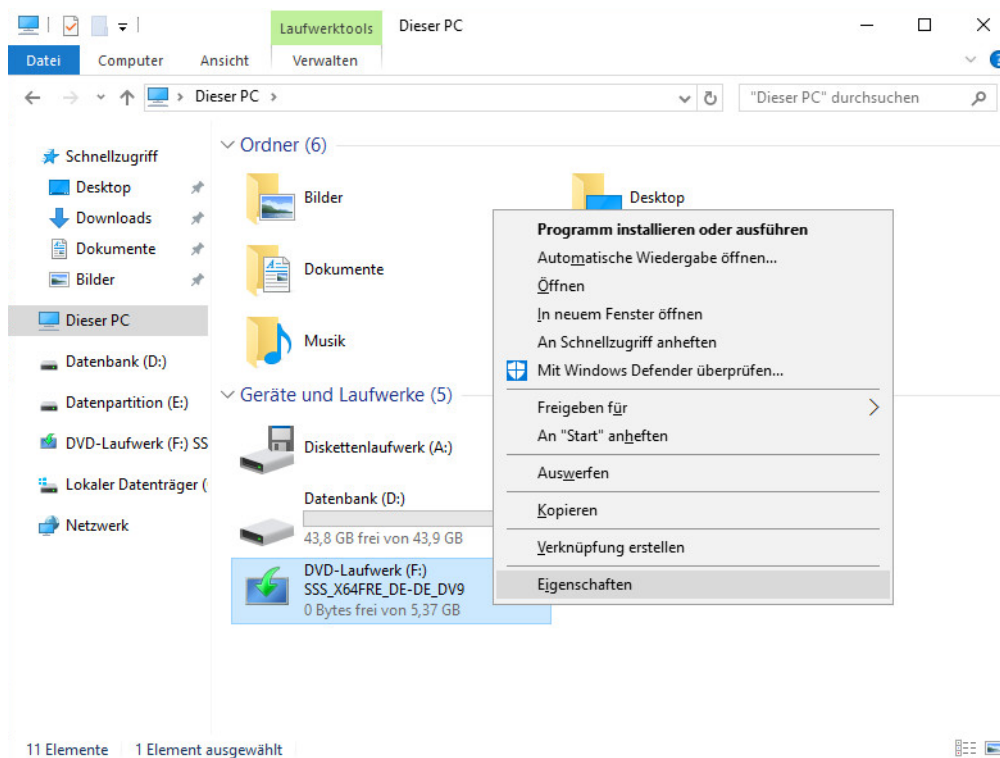 Laufwerktools
Dieser PC
Datei
Computer
Ansicht
Verwalten
Dieser PC
"Dieser PC" durchsuchen
Schnellzugriff
Desktop
Downloads
Dokumente
Bilder
Dieser PC
Datenbank (D:)
Datenpartition (E:)
DVD-Laufwerk (F:) SS
Lokaler Datenträger (
Netzwerk
Ordner (6)
Bilder
Desktop
Dokumente
Musik
Geräte und Laufwerke (5)
Diskettenlaufwerk (A:)
Datenbank (D:)
43,8 GB frei von 43,9 GB
DVD-Laufwerk (F:)
SSS_X64FRE_DE-DE_DV9
0 Bytes frei von 5,37 GB
Programm installieren oder ausführen
Automatische Wiedergabe öffnen...
Öffnen
In neuem Fenster öffnen
An Schnellzugriff anheften
Mit Windows Defender überprüfen...
Freigeben für
An "Start" anheften
Auswerfen
Kopieren
Verknüpfung erstellen
Eigenschaften
11 Elemente
1 Element ausgewählt